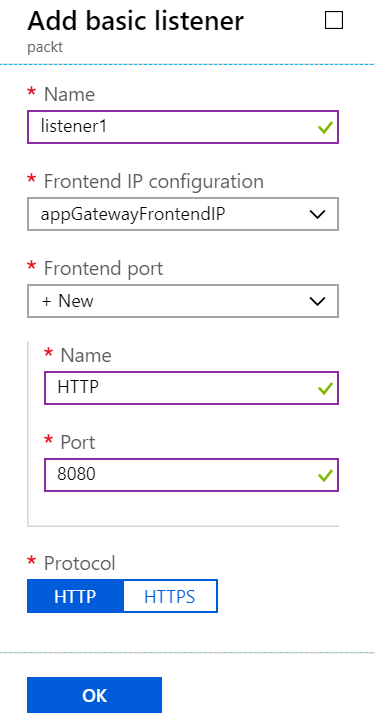 Add basic listener
packt
* Name
listener1
* Frontend IP configuration
appGatewayFrontendIP
* Frontend port
+ New
* Name
HTTP
* Port
8080
* Protocol
HTTP HTTPS
OK